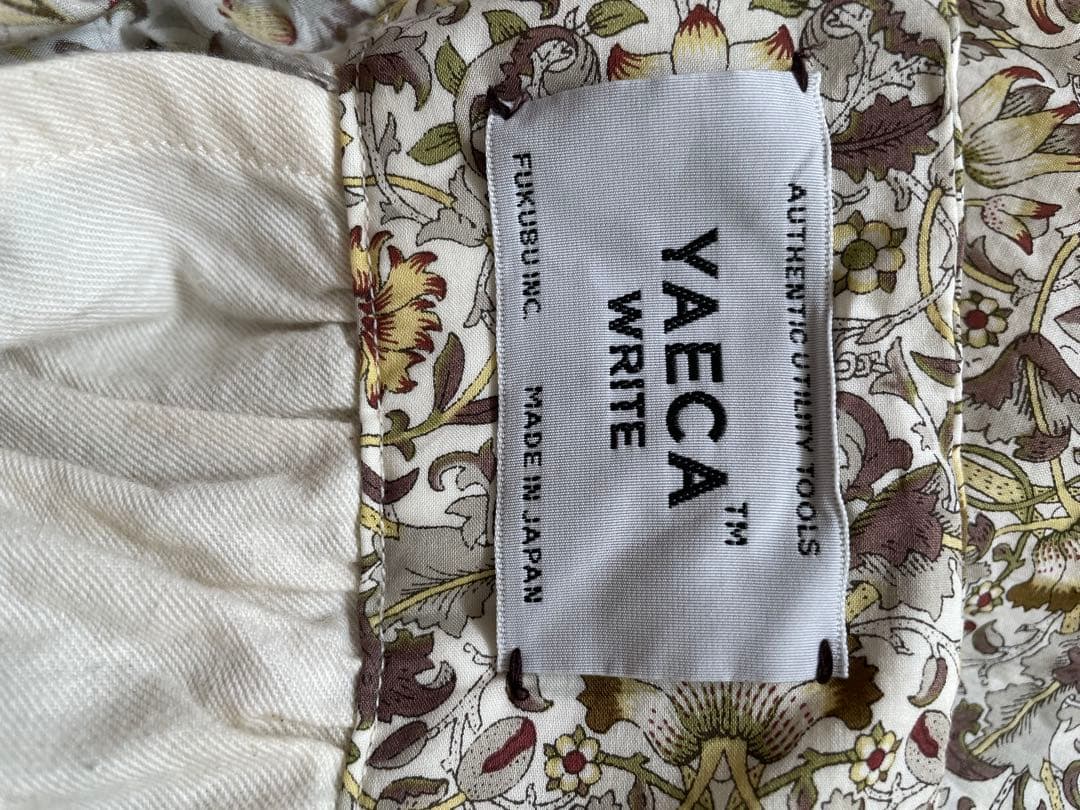 AUTHENTIC UTILITY TOOLS
YAECA™
WRITE
FUKUSU INC. MADE IN JAPAN